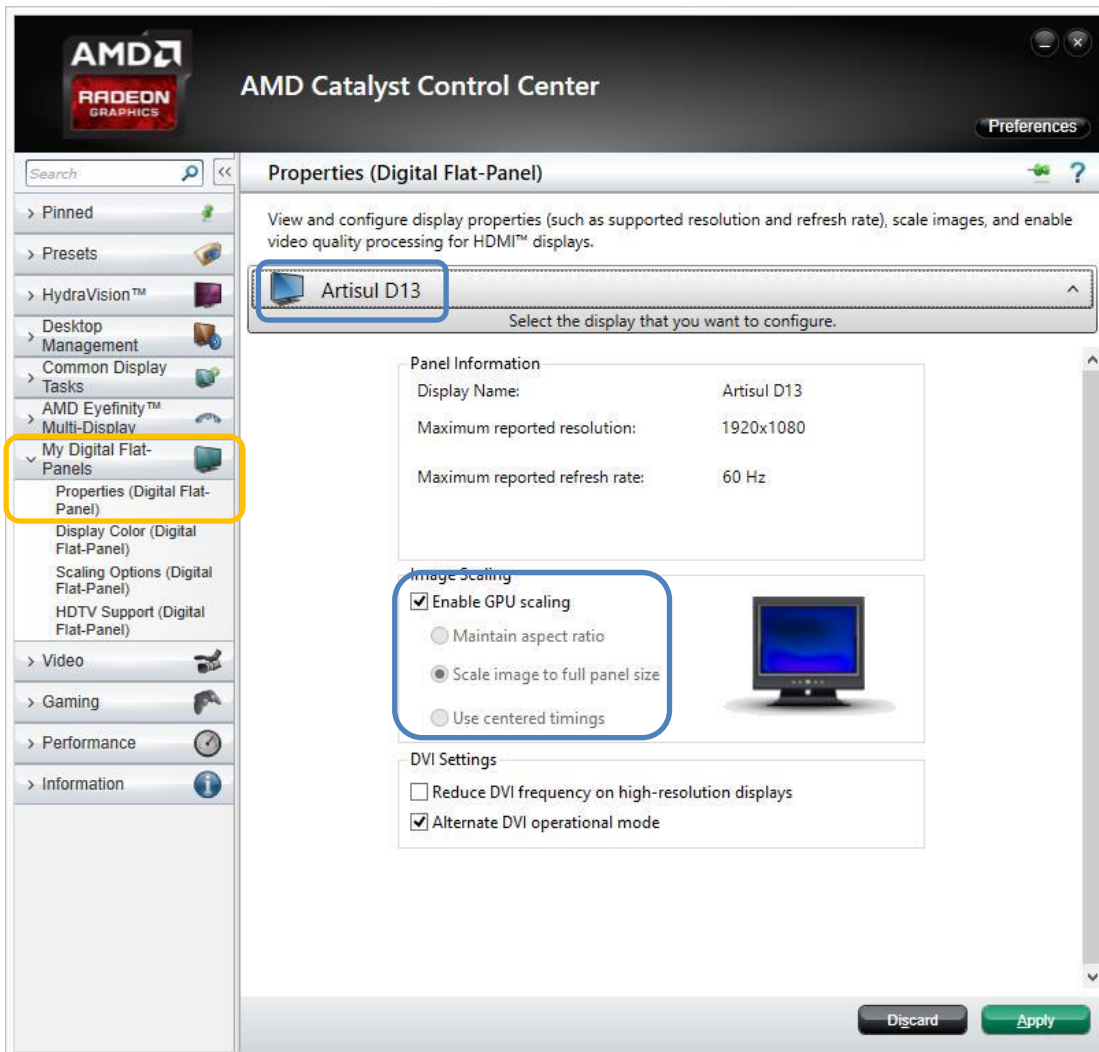 AMD
RADEON
GRAPHICS
AMD Catalyst Control Center
Preferences
Search
<<
Properties (Digital Flat-Panel)
?
> Pinned
> Presets
> HydraVision™
> Desktop
Management
> Common Display
Tasks
> AMD Eyefinity™
Multi-Display
My Digital Flat-
Panels
Properties (Digital Flat-
Panel)
Display Color (Digital
Flat-Panel)
Scaling Options (Digital
Flat-Panel)
HDTV Support (Digital
Flat-Panel)
> Video
> Gaming
> Performance
> Information
View and configure display properties (such as supported resolution and refresh rate), scale images, and enable
video quality processing for HDMI™ displays.
Artisul D13
Select the display that you want to configure.
Panel Information
Display Name: Artisul D13
Maximum reported resolution: 1920x1080
Maximum reported refresh rate: 60 Hz
Image Scaling
Enable GPU scaling
Maintain aspect ratio
Scale image to full panel size
Use centered timings
DVI Settings
Reduce DVI frequency on high-resolution displays
Alternate DVI operational mode
Discard
Apply